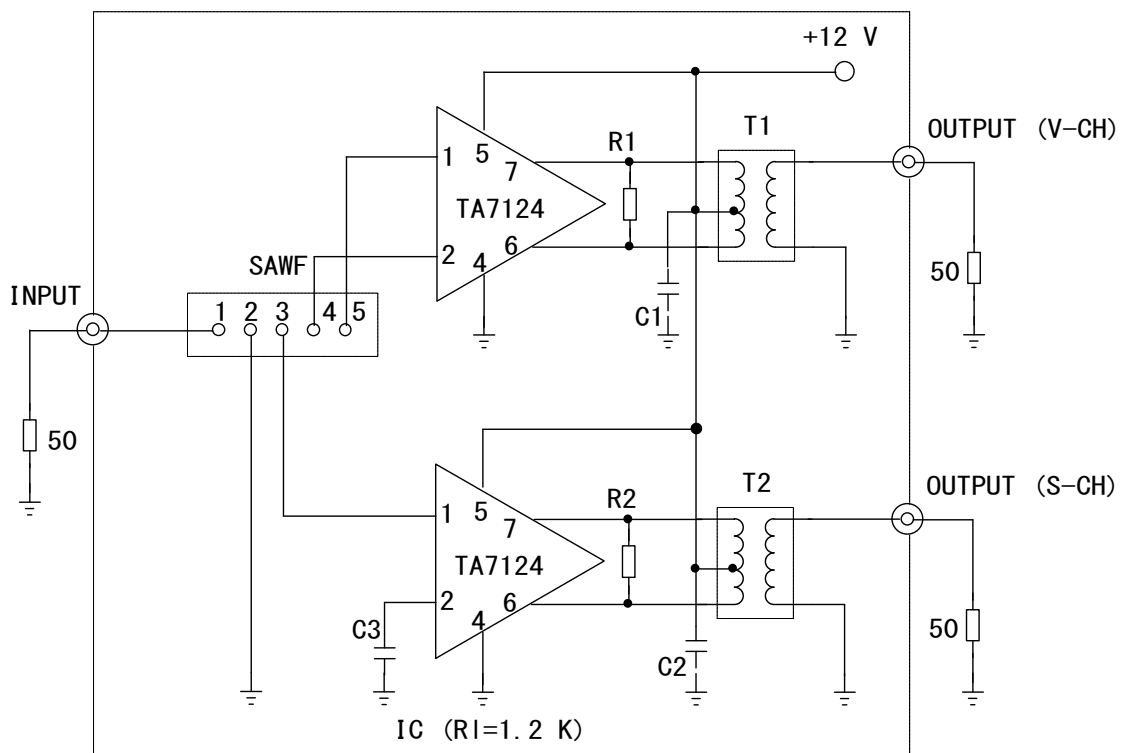 +12 V
OUTPUT (V-CH)
T1
R1
1
5
7
TA7124
2
6
4
50
C1
SAWF
INPUT
1 2 3 4 5
50
OUTPUT (S-CH)
T2
R2
1
5
7
TA7124
2
6
4
C3
C2
50
IC (RI=1.2 K)